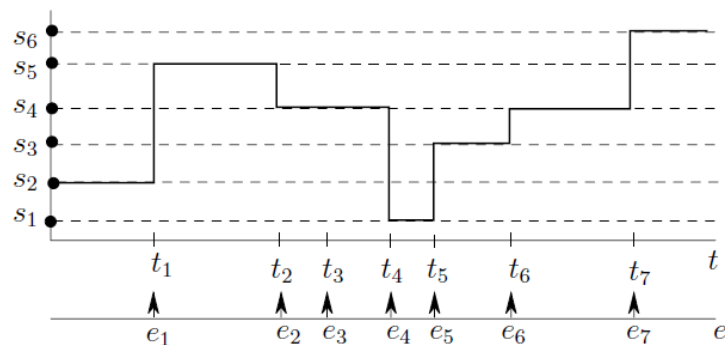 s₆
s₅
s₄
s₃
s₂
s₁
t₁ t₂ t₃ t₄ t₅ t₆ t₇ t
e₁ e₂ e₃ e₄ e₅ e₆ e₇ e